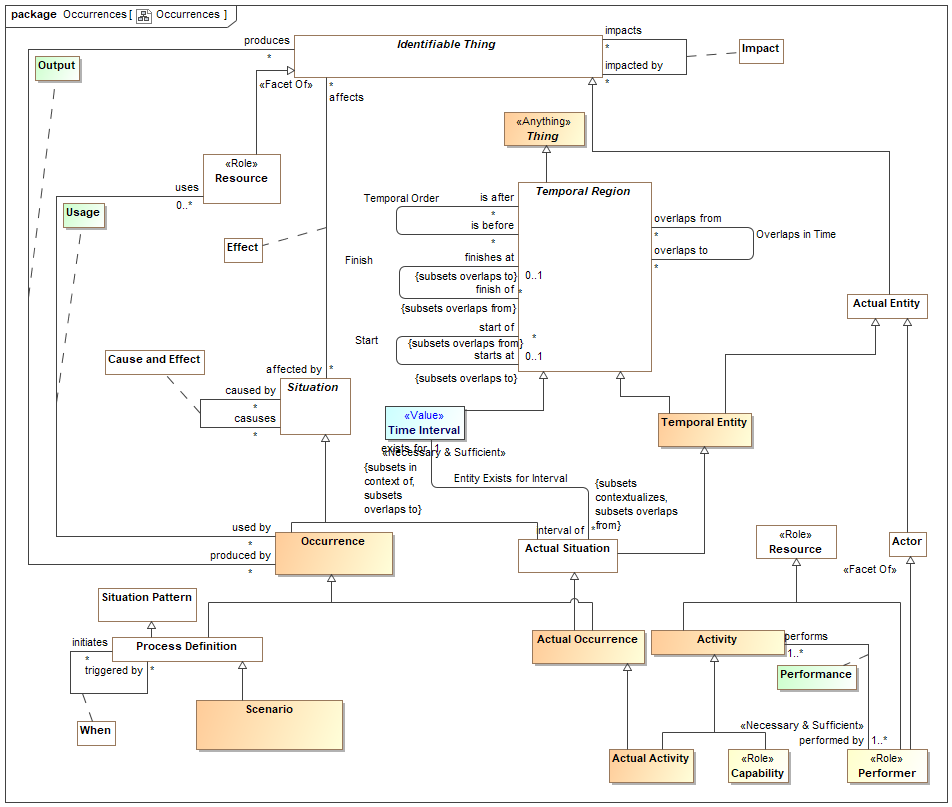 package Occurrences [ Occurrences ]
produces
*
Identifiable Thing
impacts
*
impacted by
*
Impact
Output
«Facet Of»
*
affects
«Anything»
Thing
«Role»
Resource
uses
0..*
Usage
Temporal Region
Temporal Order
is after
*
is before
*
overlaps from
*
Overlaps in Time
overlaps to
*
Effect
Finish
finishes at
{subsets overlaps to}
0..1
finish of
*
{subsets overlaps from}
Actual Entity
Start
start of
*
{subsets overlaps from}
starts at
0..1
{subsets overlaps to}
Cause and Effect
affected by
*
Situation
caused by
*
casuses
*
«Value»
Time Interval
Temporal Entity
exists for
1
«Necessary & Sufficient»
{subsets in
context of,
subsets
overlaps to}
Entity Exists for Interval
{subsets
contextualizes,
subsets overlaps
from}
used by
*
interval of
*
Occurrence
produced by
*
Actual Situation
«Role»
Resource
Actor
«Facet Of»
Situation Pattern
initiates
*
Process Definition
triggered by
*
Actual Occurrence
Activity
performs
1..*
Performance
Scenario
When
«Necessary & Sufficient»
performed by
1..*
Actual Activity
«Role»
Capability
«Role»
Performer